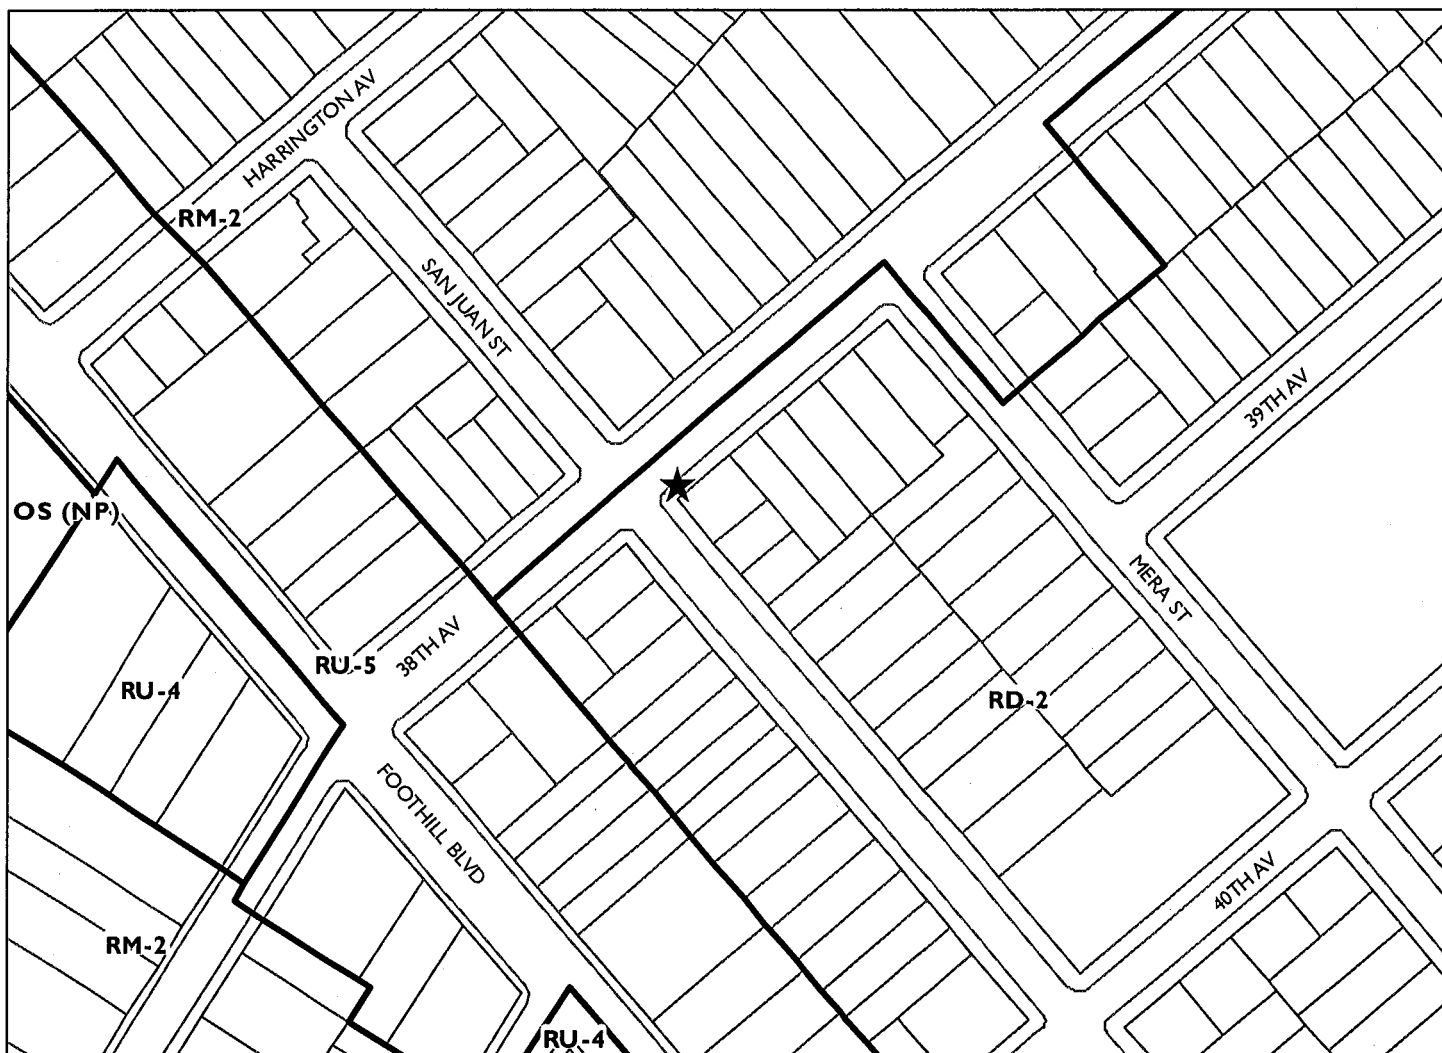 HARRINGTON AV
RM-2
SAN JUAN ST
39TH AV
OS (NP)
MERA ST
38TH AV
RU-5
RU-4
RD-2
FOOTHILL BLVD
40TH AV
RM-2
RU-4